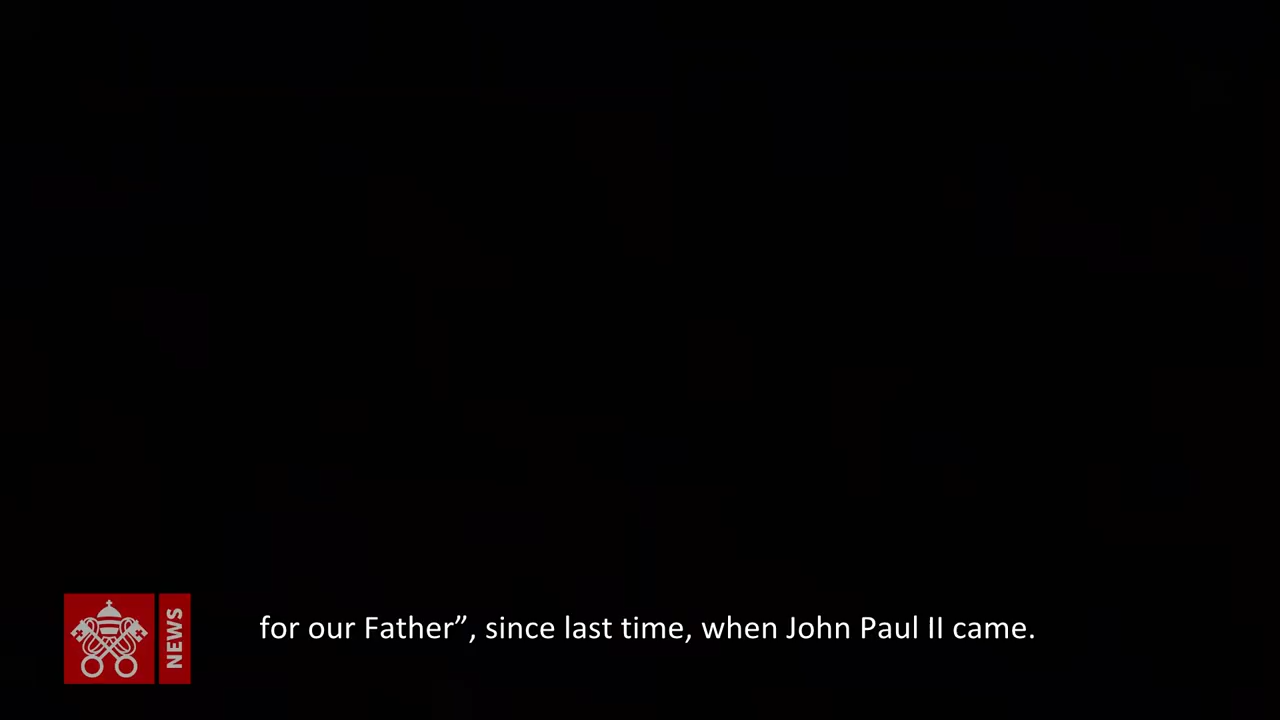 for our Father”, since last time, when John Paul II came.
NEWS